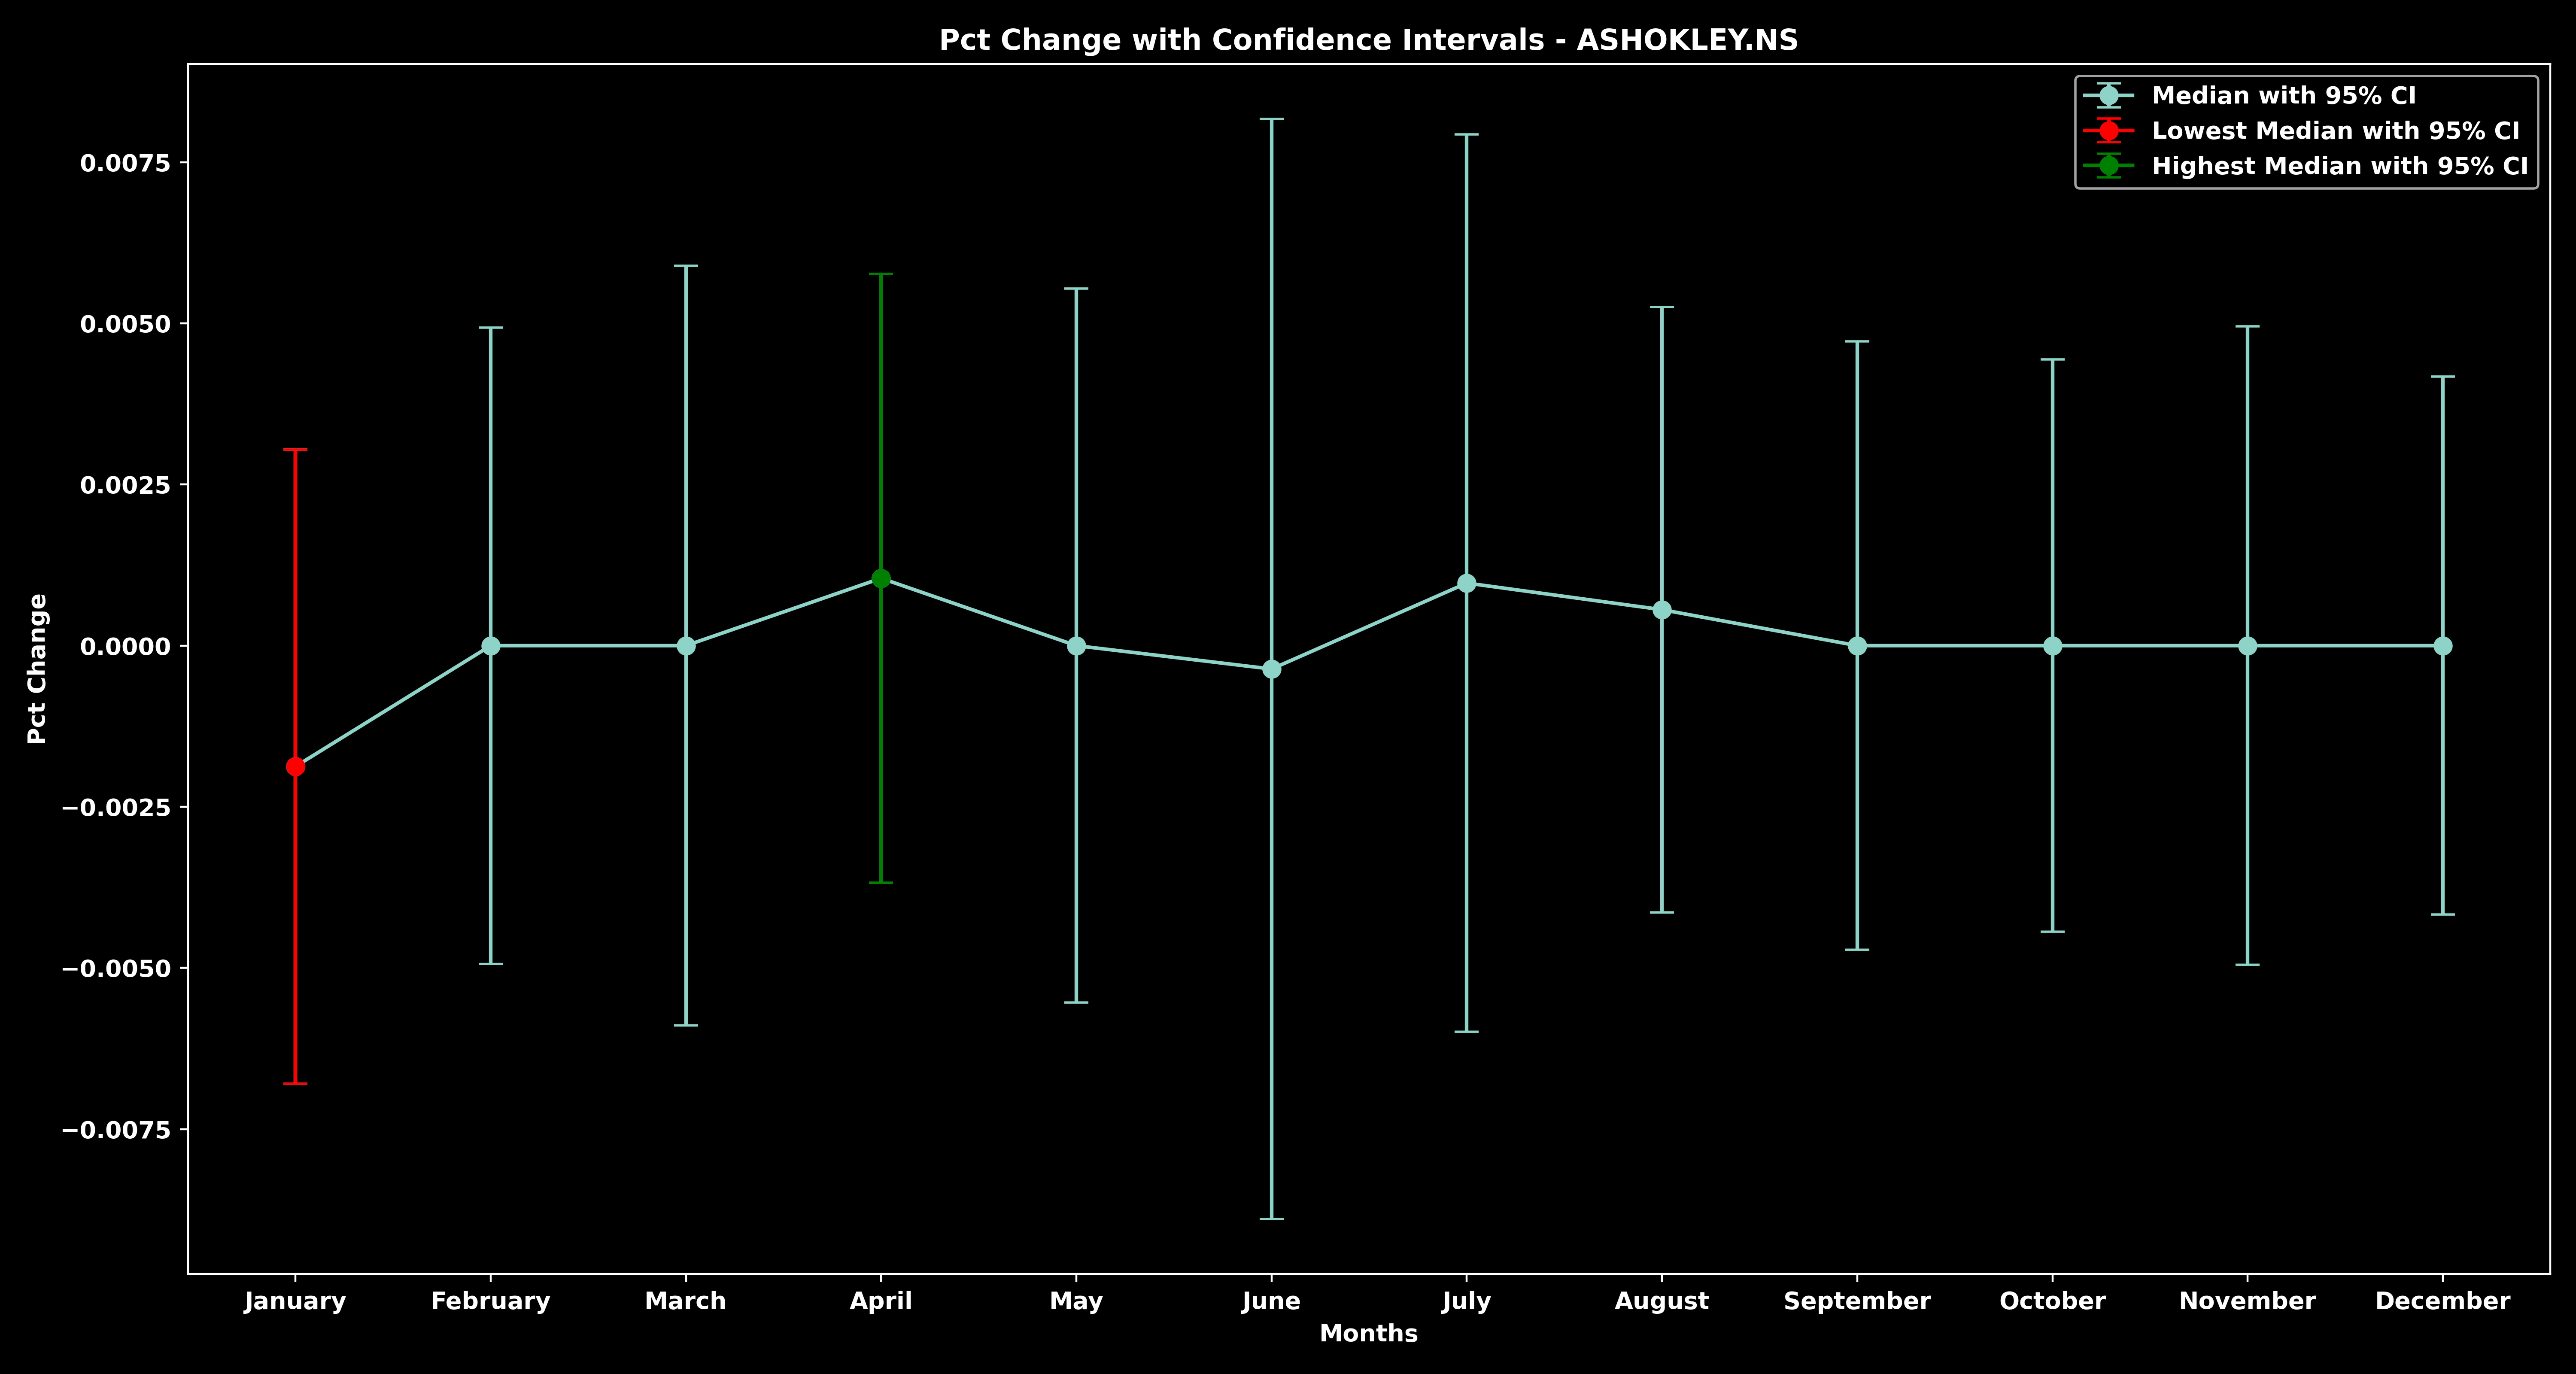 Pct Change with Confidence Intervals - ASHOKLEY.NS
Median with 95% CI
Lowest Median with 95% CI
Highest Median with 95% CI
0.0075
0.0050
0.0025
0.0000
−0.0025
−0.0050
−0.0075
Pct Change
January February March April May June July August September October November December
Months